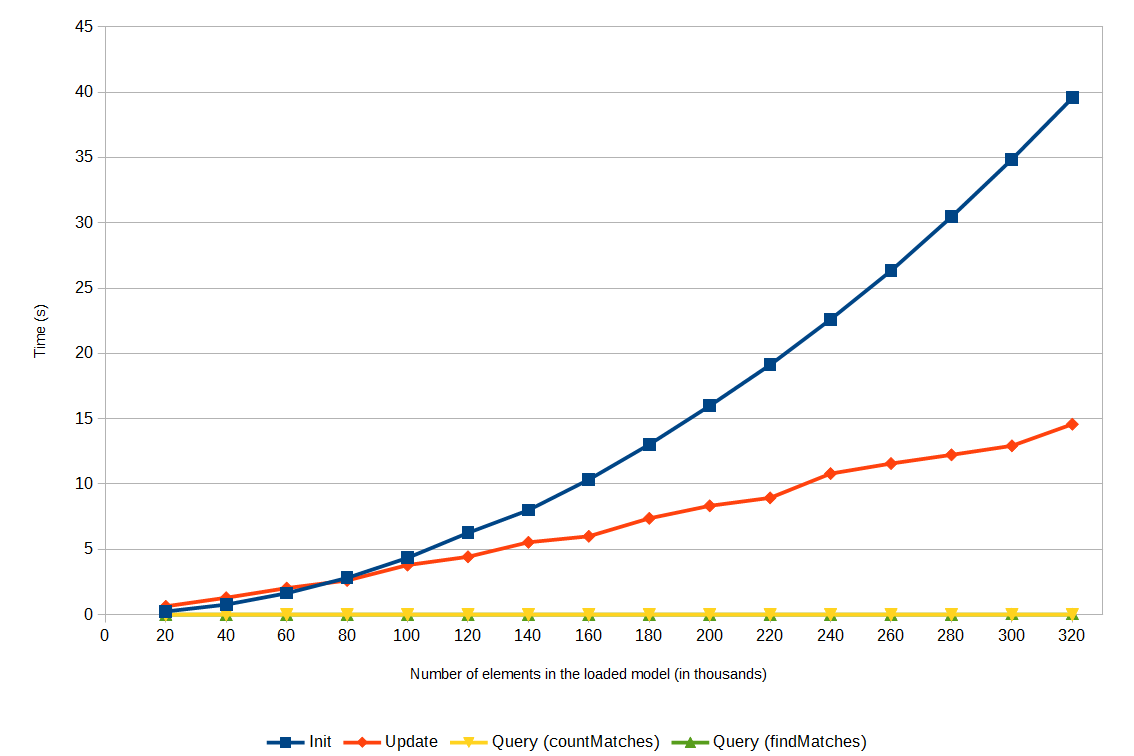 45
40
35
30
25
20
15
10
5
0
Time (s)
0 20 40 60 80 100 120 140 160 180 200 220 240 260 280 300 320
Number of elements in the loaded model (in thousands)
Init Update Query (countMatches) Query (findMatches)